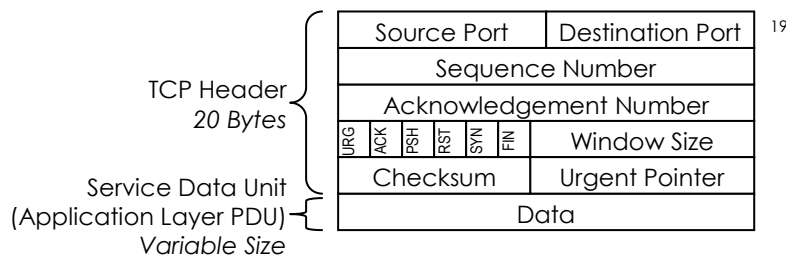 Source Port Destination Port 19
Sequence Number
TCP Header
20 Bytes
Acknowledgement Number
URG ACK PSH RST SYN FIN Window Size
Checksum Urgent Pointer
Service Data Unit
(Application Layer PDU)
Variable Size
Data